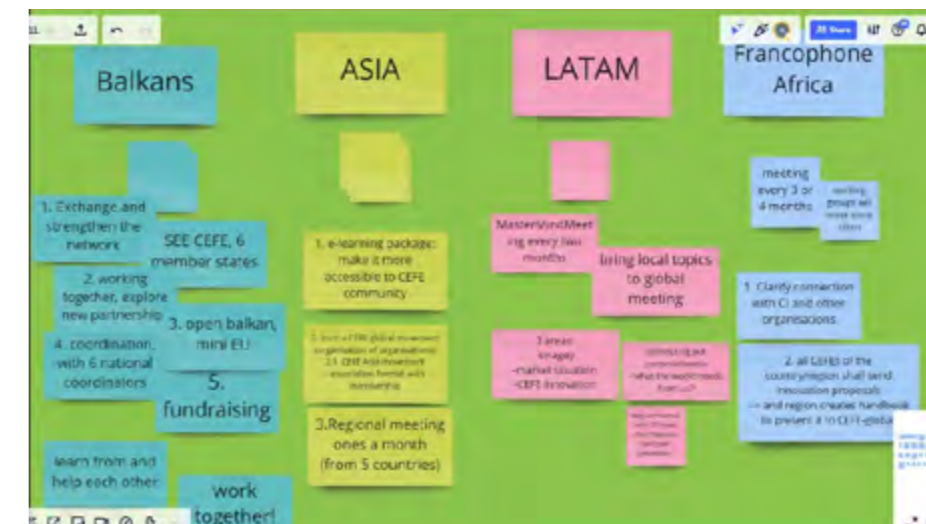 Balkans
ASIA
LATAM
Francophone
Africa
Share
1. Exchange and
strengthen the
network
SEE CEFE, 6
member states
2. working
together, explore
new partnership
3. open balkan,
mini EU
4. coordination,
with 6 national
coordinators
5.
fundraising
learn from and
help each other
work
together!
1. e-learning package:
make it more
accessible to CEFE
community
3.Regional meeting
ones a month
(from 5 countries)
MasterMindMeet
ing every two
months
bring local topics
to global
meeting
3 areas
-market situation
-CEFE Innovation
meeting
every 3 or
4 months
1. Clarify connection
with CI and other
organisations.
2. all CEFEs of the
country/region shall send
innovation proposals
and region creates handbook
to present it to CEFE-global